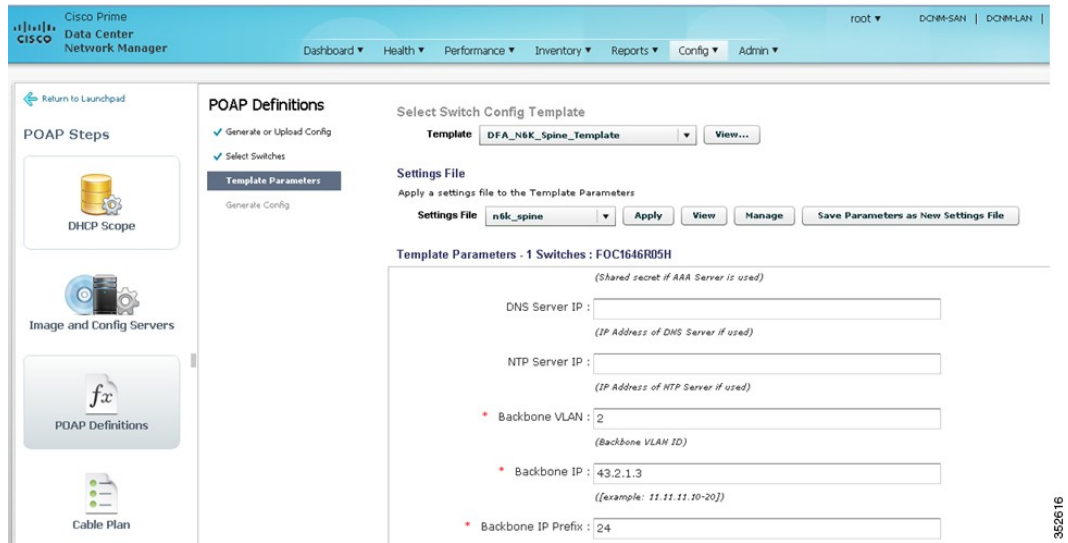 Cisco Prime
Data Center
Network Manager
CISCO
root
DCNM-SAN | DCNM-LAN |
Dashboard Health Performance Inventory Reports Config Admin
Return to Launchpad
POAP Steps
DHCP Scope
Image and Config Servers
fx
POAP Definitions
Cable Plan
POAP Definitions
Generate or Upload Config
Select Switches
Template Parameters
Generate Config
Select Switch Config Template
Template DFA_N6K_Spine_Template View...
Settings File
Apply a settings file to the Template Parameters
Settings File n6k_spine Apply View Manage Save Parameters as New Settings File
Template Parameters - 1 Switches : FOC1646R05H
(Shared secret if AAA Server is used)
DNS Server IP :
(IP Address of DNS Server if used)
NTP Server IP :
(IP Address of NTP Server if used)
* Backbone VLAN : 2
(Backbone VLAN ID)
* Backbone IP : 43.2.1.3
([example: 11.11.11.10-20])
* Backbone IP Prefix : 24
352616